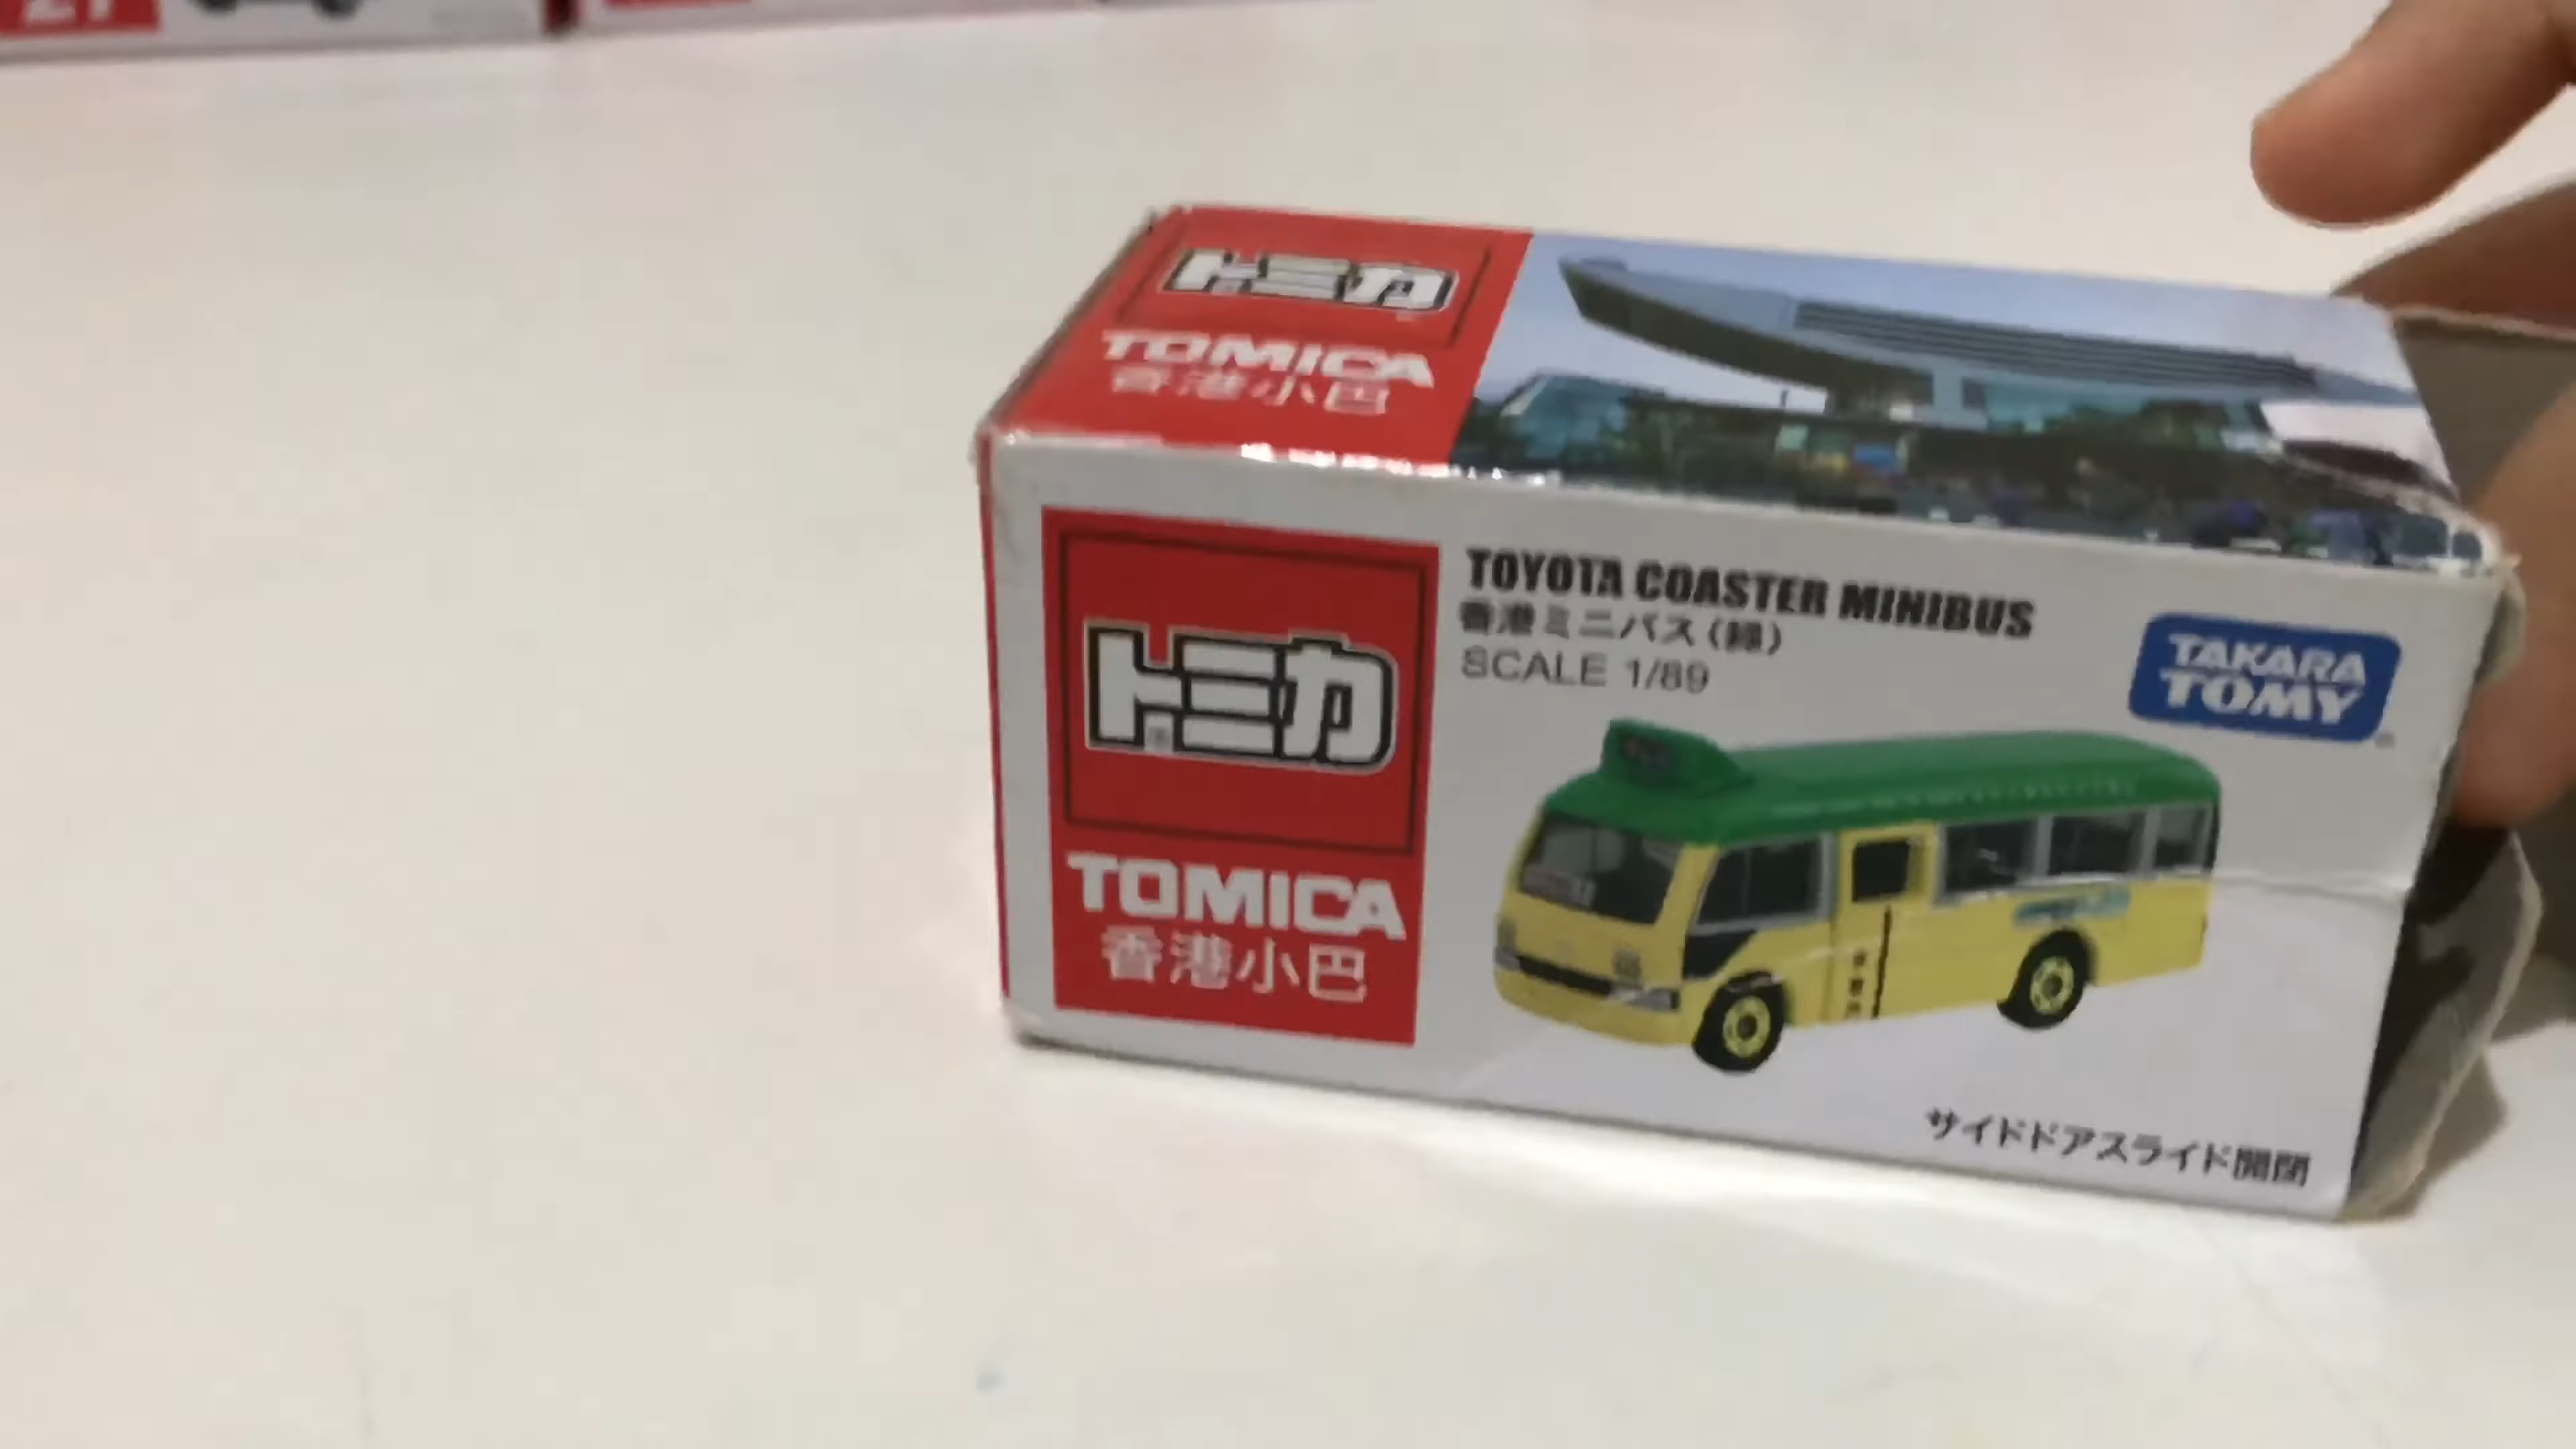 21
トミカ
TOMICA
香港小巴
トミカ
TOMICA
香港小巴
TOYOTA COASTER MINIBUS
香港ミニバス(緑)
SCALE 1/89
TAKARA
TOMY
サイドドアスライド開閉